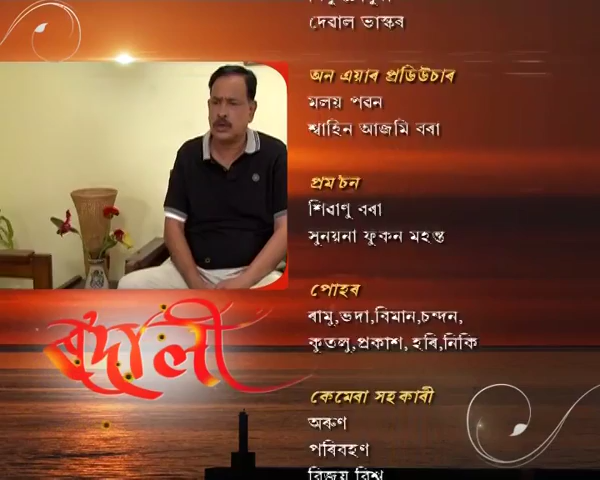 দেৱাল ভাস্কৰ
অন এয়াৰ প্ৰডিউচাৰ
মলয় পৱন
শ্বাহিন আজমি বৰা
প্ৰম'চন
শিৱাণু বৰা
সুনয়না ফুকন মহন্ত
পোহৰ
ৰামু,ভদা,বিমান,চন্দন,
কুতলু,প্ৰকাশ, হৰি,নিকি
কেমেৰা সহকাৰী
অৰুণ
পৰিবহণ
ৰ'দালী